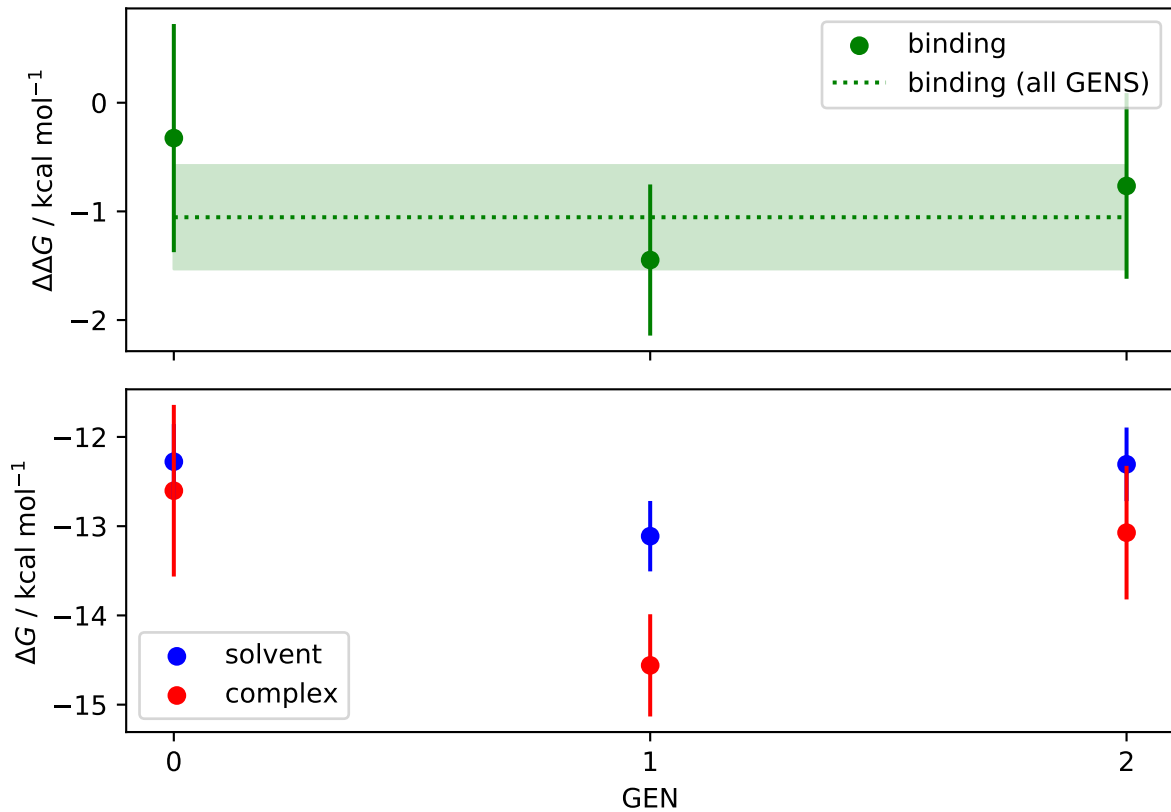 binding
binding (all GENS)
ΔΔG / kcal mol⁻¹
0
−1
−2
ΔG / kcal mol⁻¹
−12
−13
−14
−15
solvent
complex
0 1 2
GEN